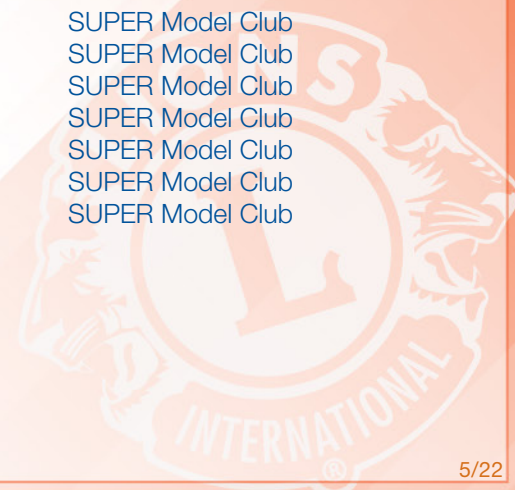 SUPER Model Club
SUPER Model Club
SUPER Model Club
SUPER Model Club
SUPER Model Club
SUPER Model Club
SUPER Model Club
LIONS
L
INTERNATIONAL
®
5/22